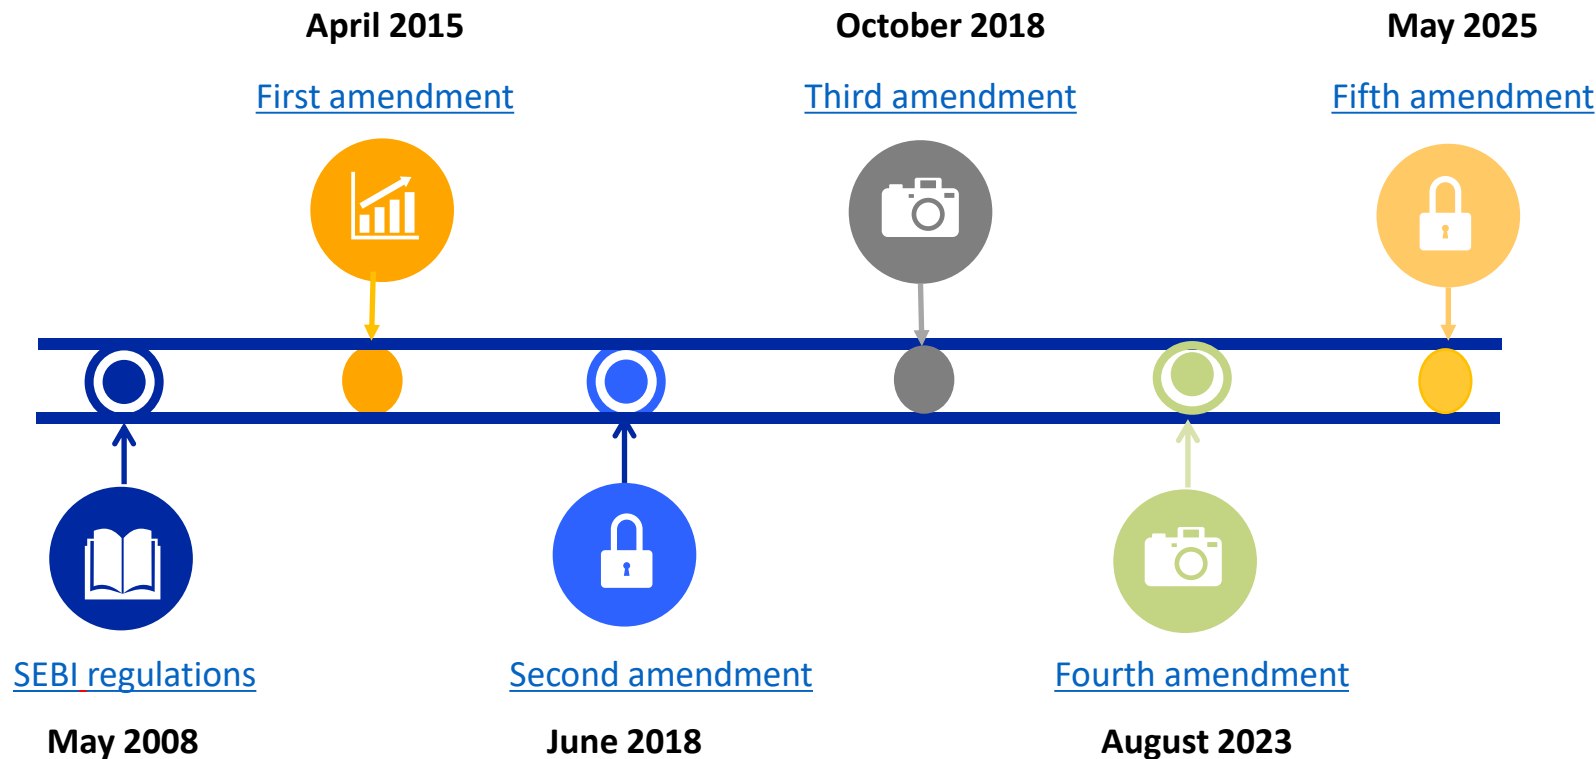 April 2015
October 2018
May 2025
First amendment
Third amendment
Fifth amendment
SEBI regulations
Second amendment
Fourth amendment
May 2008
June 2018
August 2023